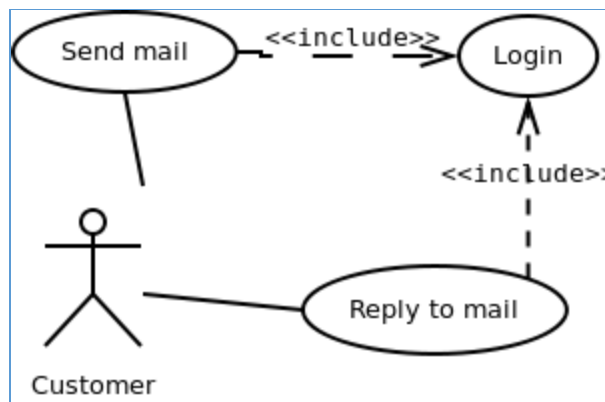 <<include>>
Send mail
Login
<<include>>
Reply to mail
Customer